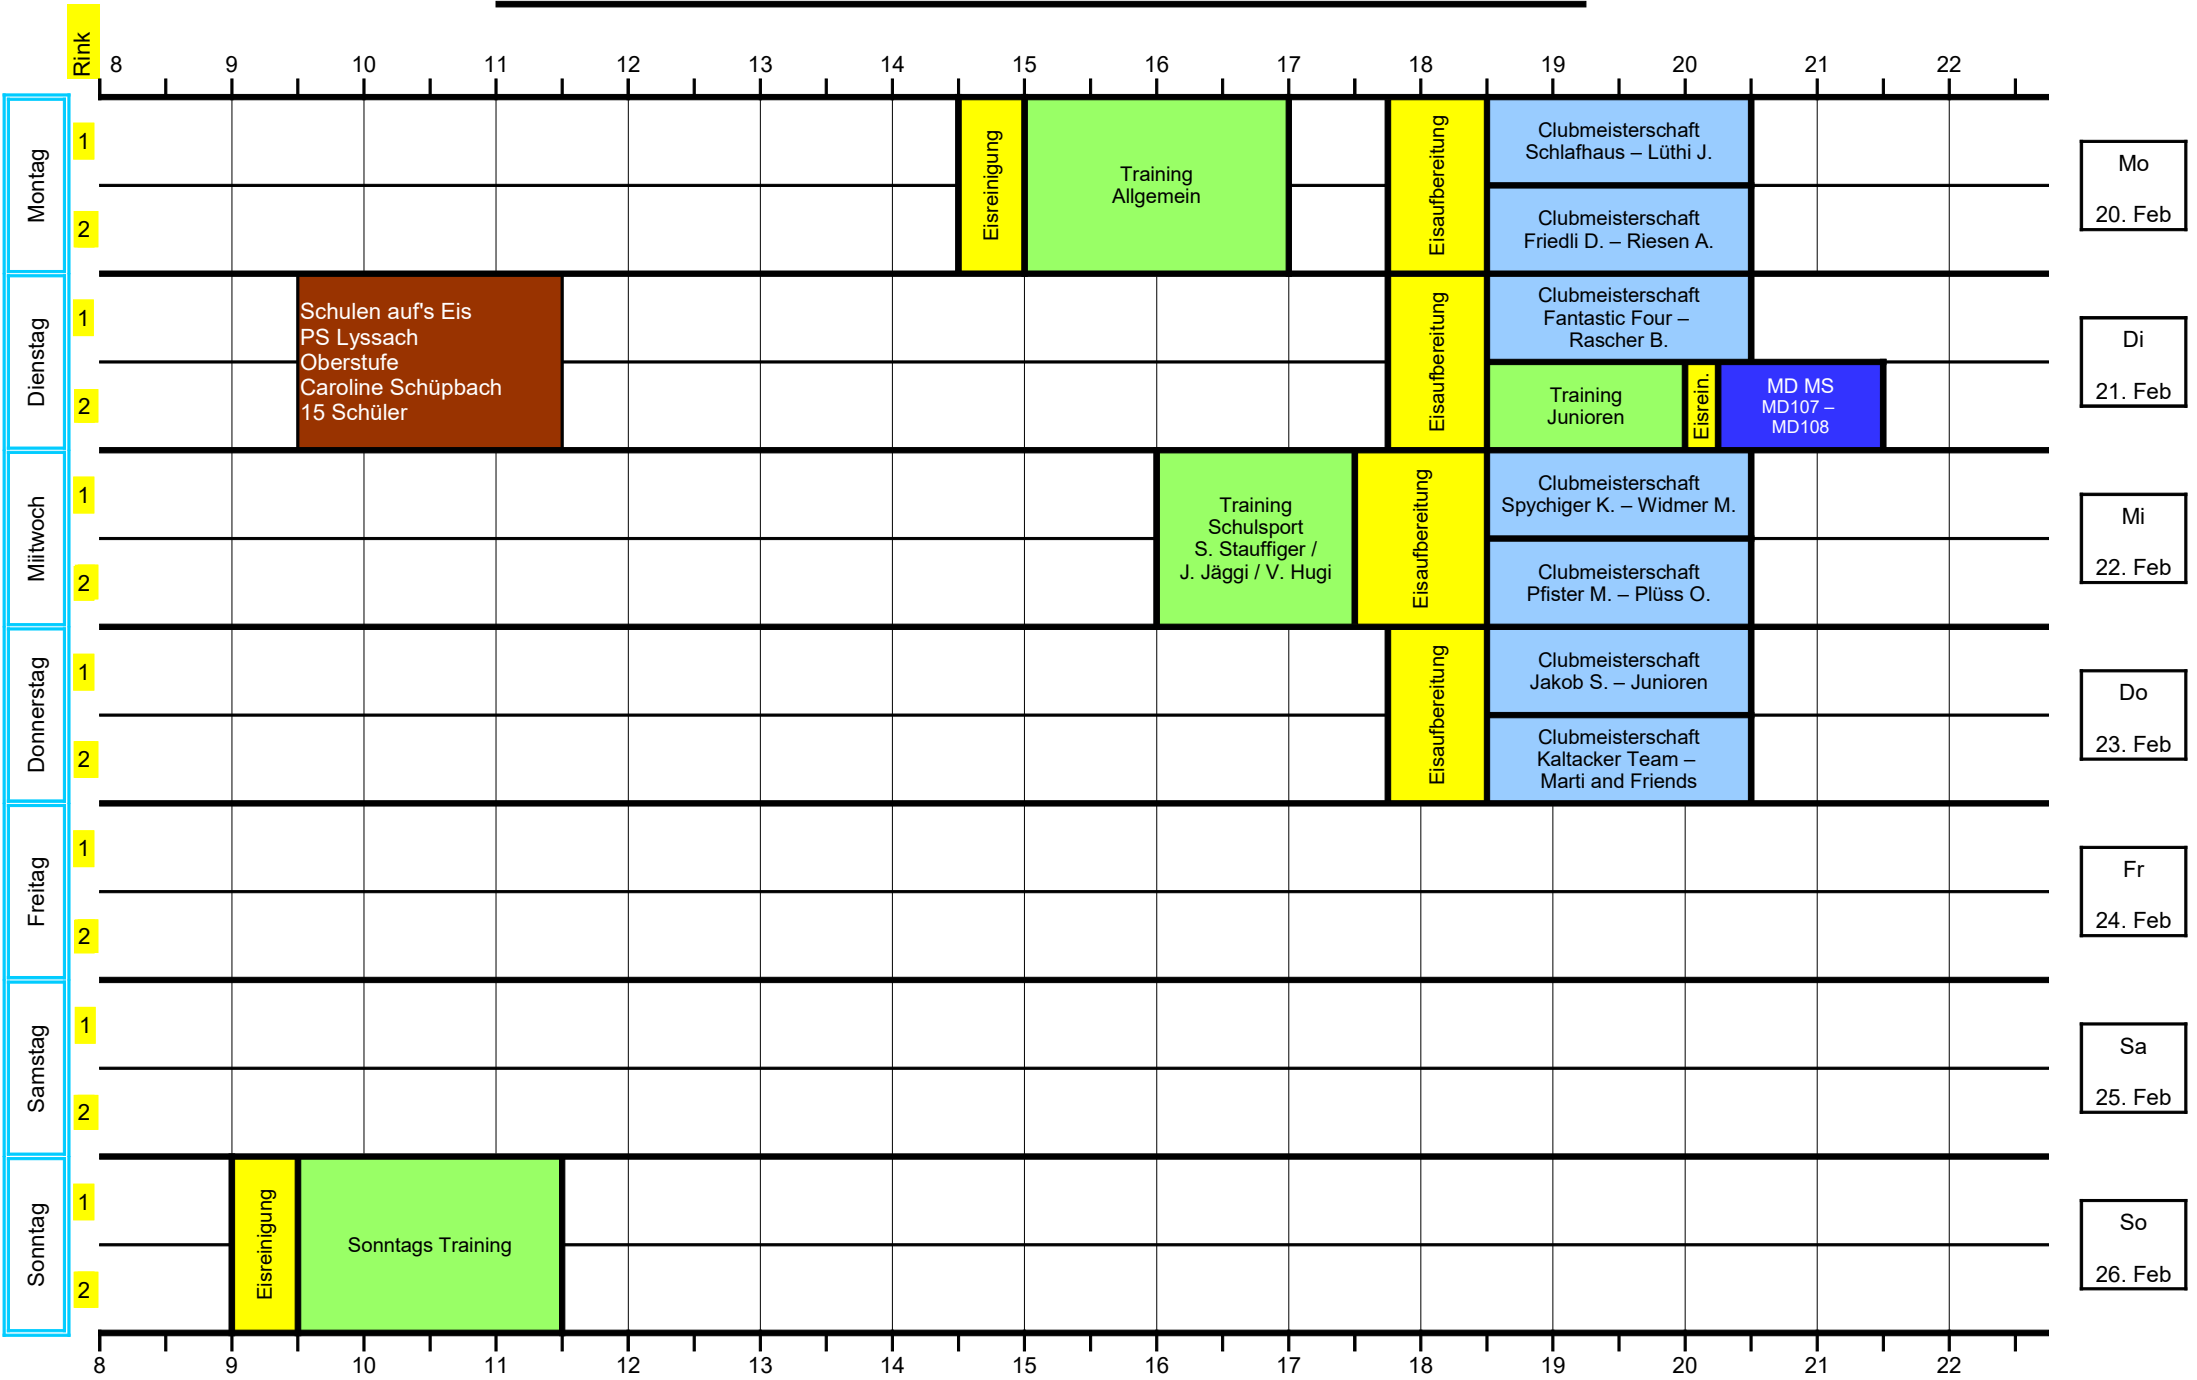 Rink
8 9 10 11 12 13 14 15 16 17 18 19 20 21 22
Montag
1
2
Eisreinigung
Training
Allgemein
Eisaufbereitung
Clubmeisterschaft
Schlafhaus – Lüthi J.
Clubmeisterschaft
Friedli D. – Riesen A.
Mo
20. Feb
Dienstag
1
2
Schulen auf's Eis
PS Lyssach
Oberstufe
Caroline Schüpbach
15 Schüler
Eisaufbereitung
Clubmeisterschaft
Fantastic Four –
Rascher B.
Training
Junioren
Eisrein.
MD MS
MD107 –
MD108
Di
21. Feb
Miitwoch
1
2
Training
Schulsport
S. Stauffiger /
J. Jäggi / V. Hugi
Eisaufbereitung
Clubmeisterschaft
Spychiger K. – Widmer M.
Clubmeisterschaft
Pfister M. – Plüss O.
Mi
22. Feb
Donnerstag
1
2
Eisaufbereitung
Clubmeisterschaft
Jakob S. – Junioren
Clubmeisterschaft
Kaltacker Team –
Marti and Friends
Do
23. Feb
Freitag
1
2
Fr
24. Feb
Samstag
1
2
Sa
25. Feb
Sonntag
1
2
Eisreinigung
Sonntags Training
So
26. Feb
8 9 10 11 12 13 14 15 16 17 18 19 20 21 22